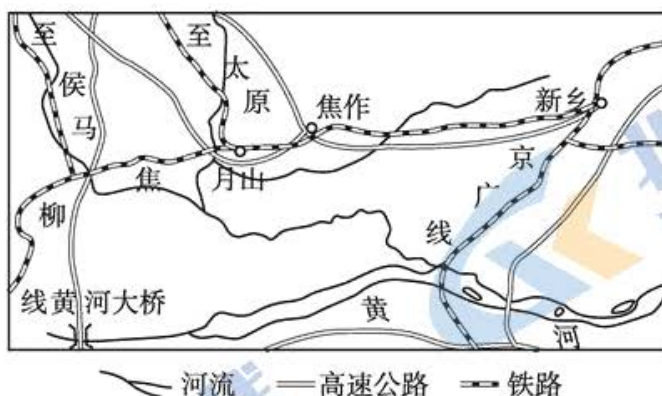 至侯马
至太原
焦作
新乡
月山
焦柳线
京广线
黄河大桥
黄河
河流 高速公路 铁路